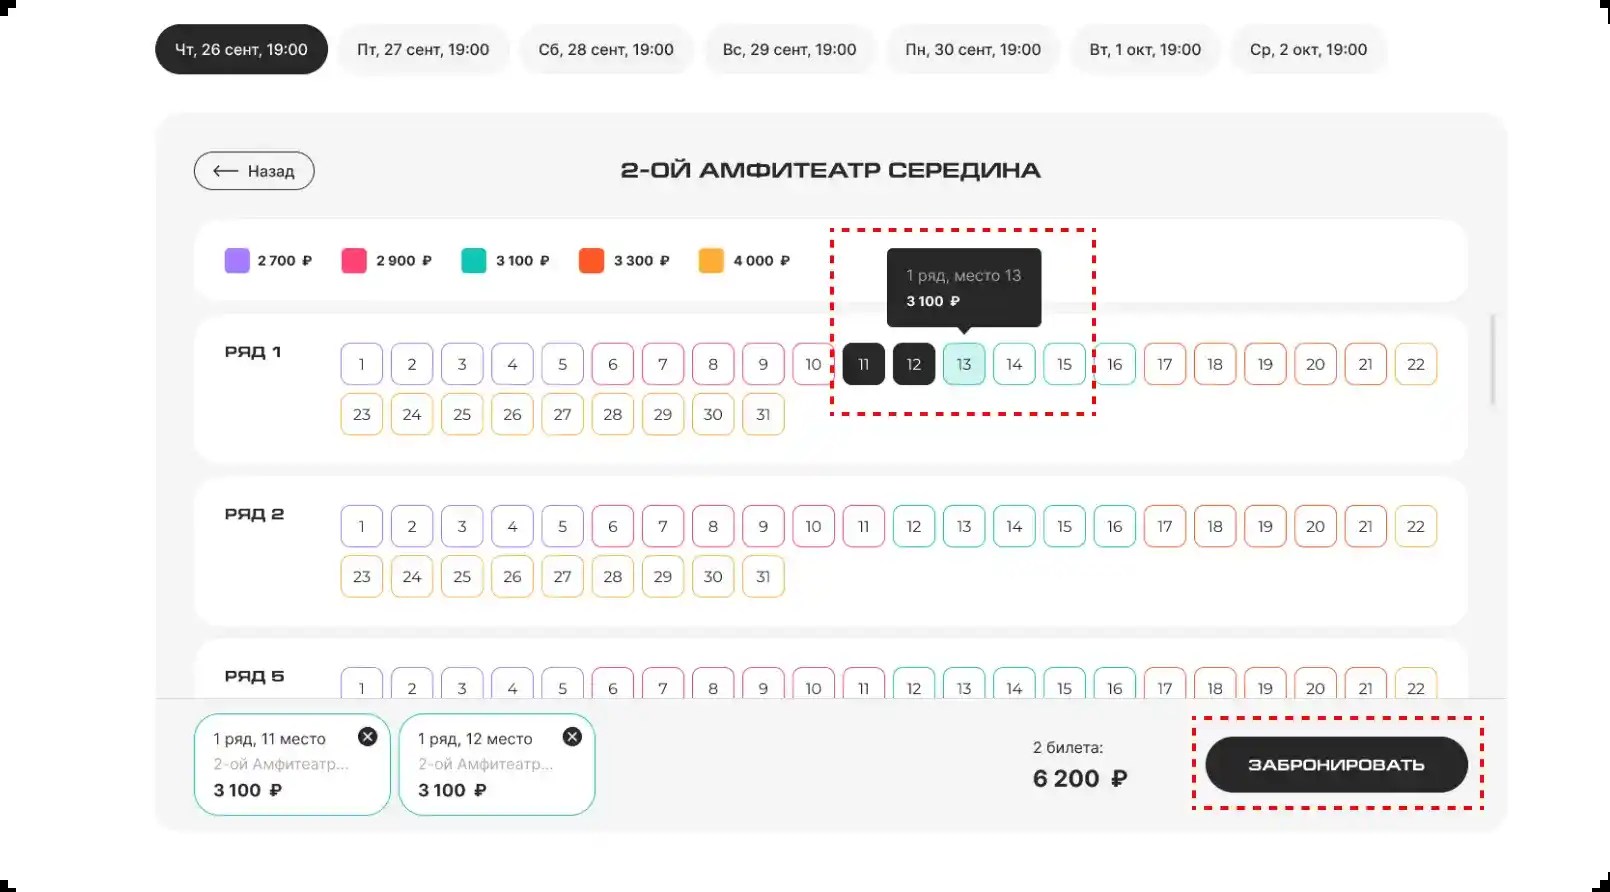 Чт, 26 сент, 19:00 Пт, 27 сент, 19:00 Сб, 28 сент, 19:00 Вс, 29 сент, 19:00 Пн, 30 сент, 19:00 Вт, 1 окт, 19:00 Ср, 2 окт, 19:00
Назад
2-ОЙ АМФИТЕАТР СЕРЕДИНА
2 700 ₽ 2 900 ₽ 3 100 ₽ 3 300 ₽ 4 000 ₽
1 ряд, место 13
3 100 ₽
РЯД 1
1 2 3 4 5 6 7 8 9 10 11 12 13 14 15 16 17 18 19 20 21 22
23 24 25 26 27 28 29 30 31
РЯД 2
1 2 3 4 5 6 7 8 9 10 11 12 13 14 15 16 17 18 19 20 21 22
23 24 25 26 27 28 29 30 31
РЯД 5
1 2 3 4 5 6 7 8 9 10 11 12 13 14 15 16 17 18 19 20 21 22
1 ряд, 11 место
2-ой Амфитеатр...
3 100 ₽
1 ряд, 12 место
2-ой Амфитеатр...
3 100 ₽
2 билета:
6 200 ₽
ЗАБРОНИРОВАТЬ